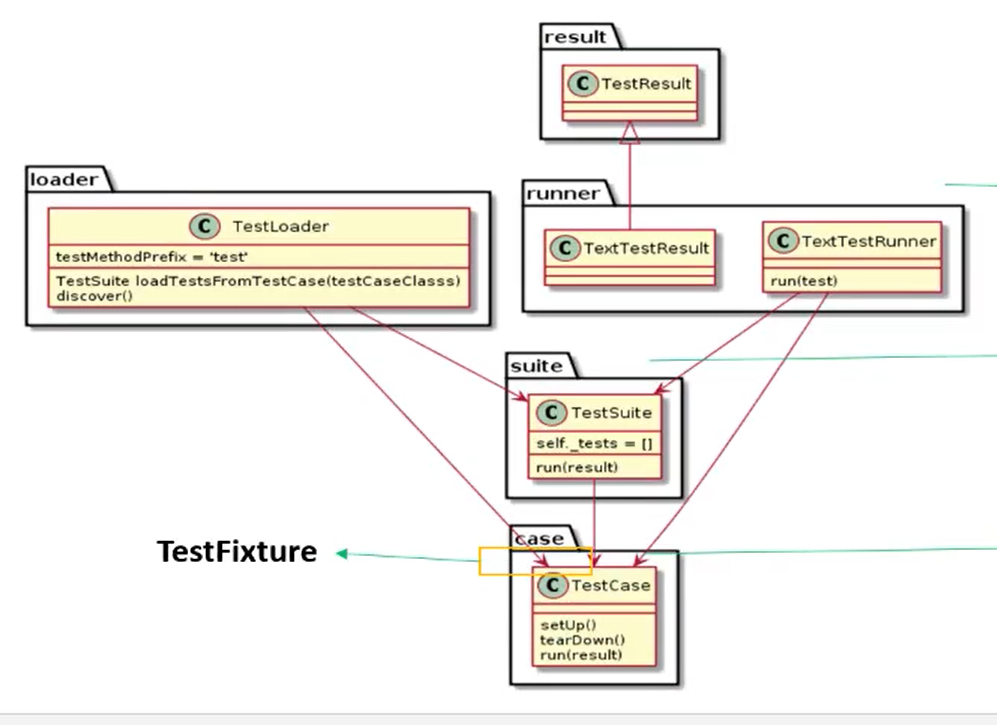 result
C TestResult
loader
C TestLoader
testMethodPrefix = 'test'
TestSuite loadTestsFromTestCase(testCaseClasss)
discover()
runner
C TextTestResult
C TextTestRunner
run(test)
suite
C TestSuite
self._tests = []
run(result)
TestFixture
case
C TestCase
setUp()
tearDown()
run(result)